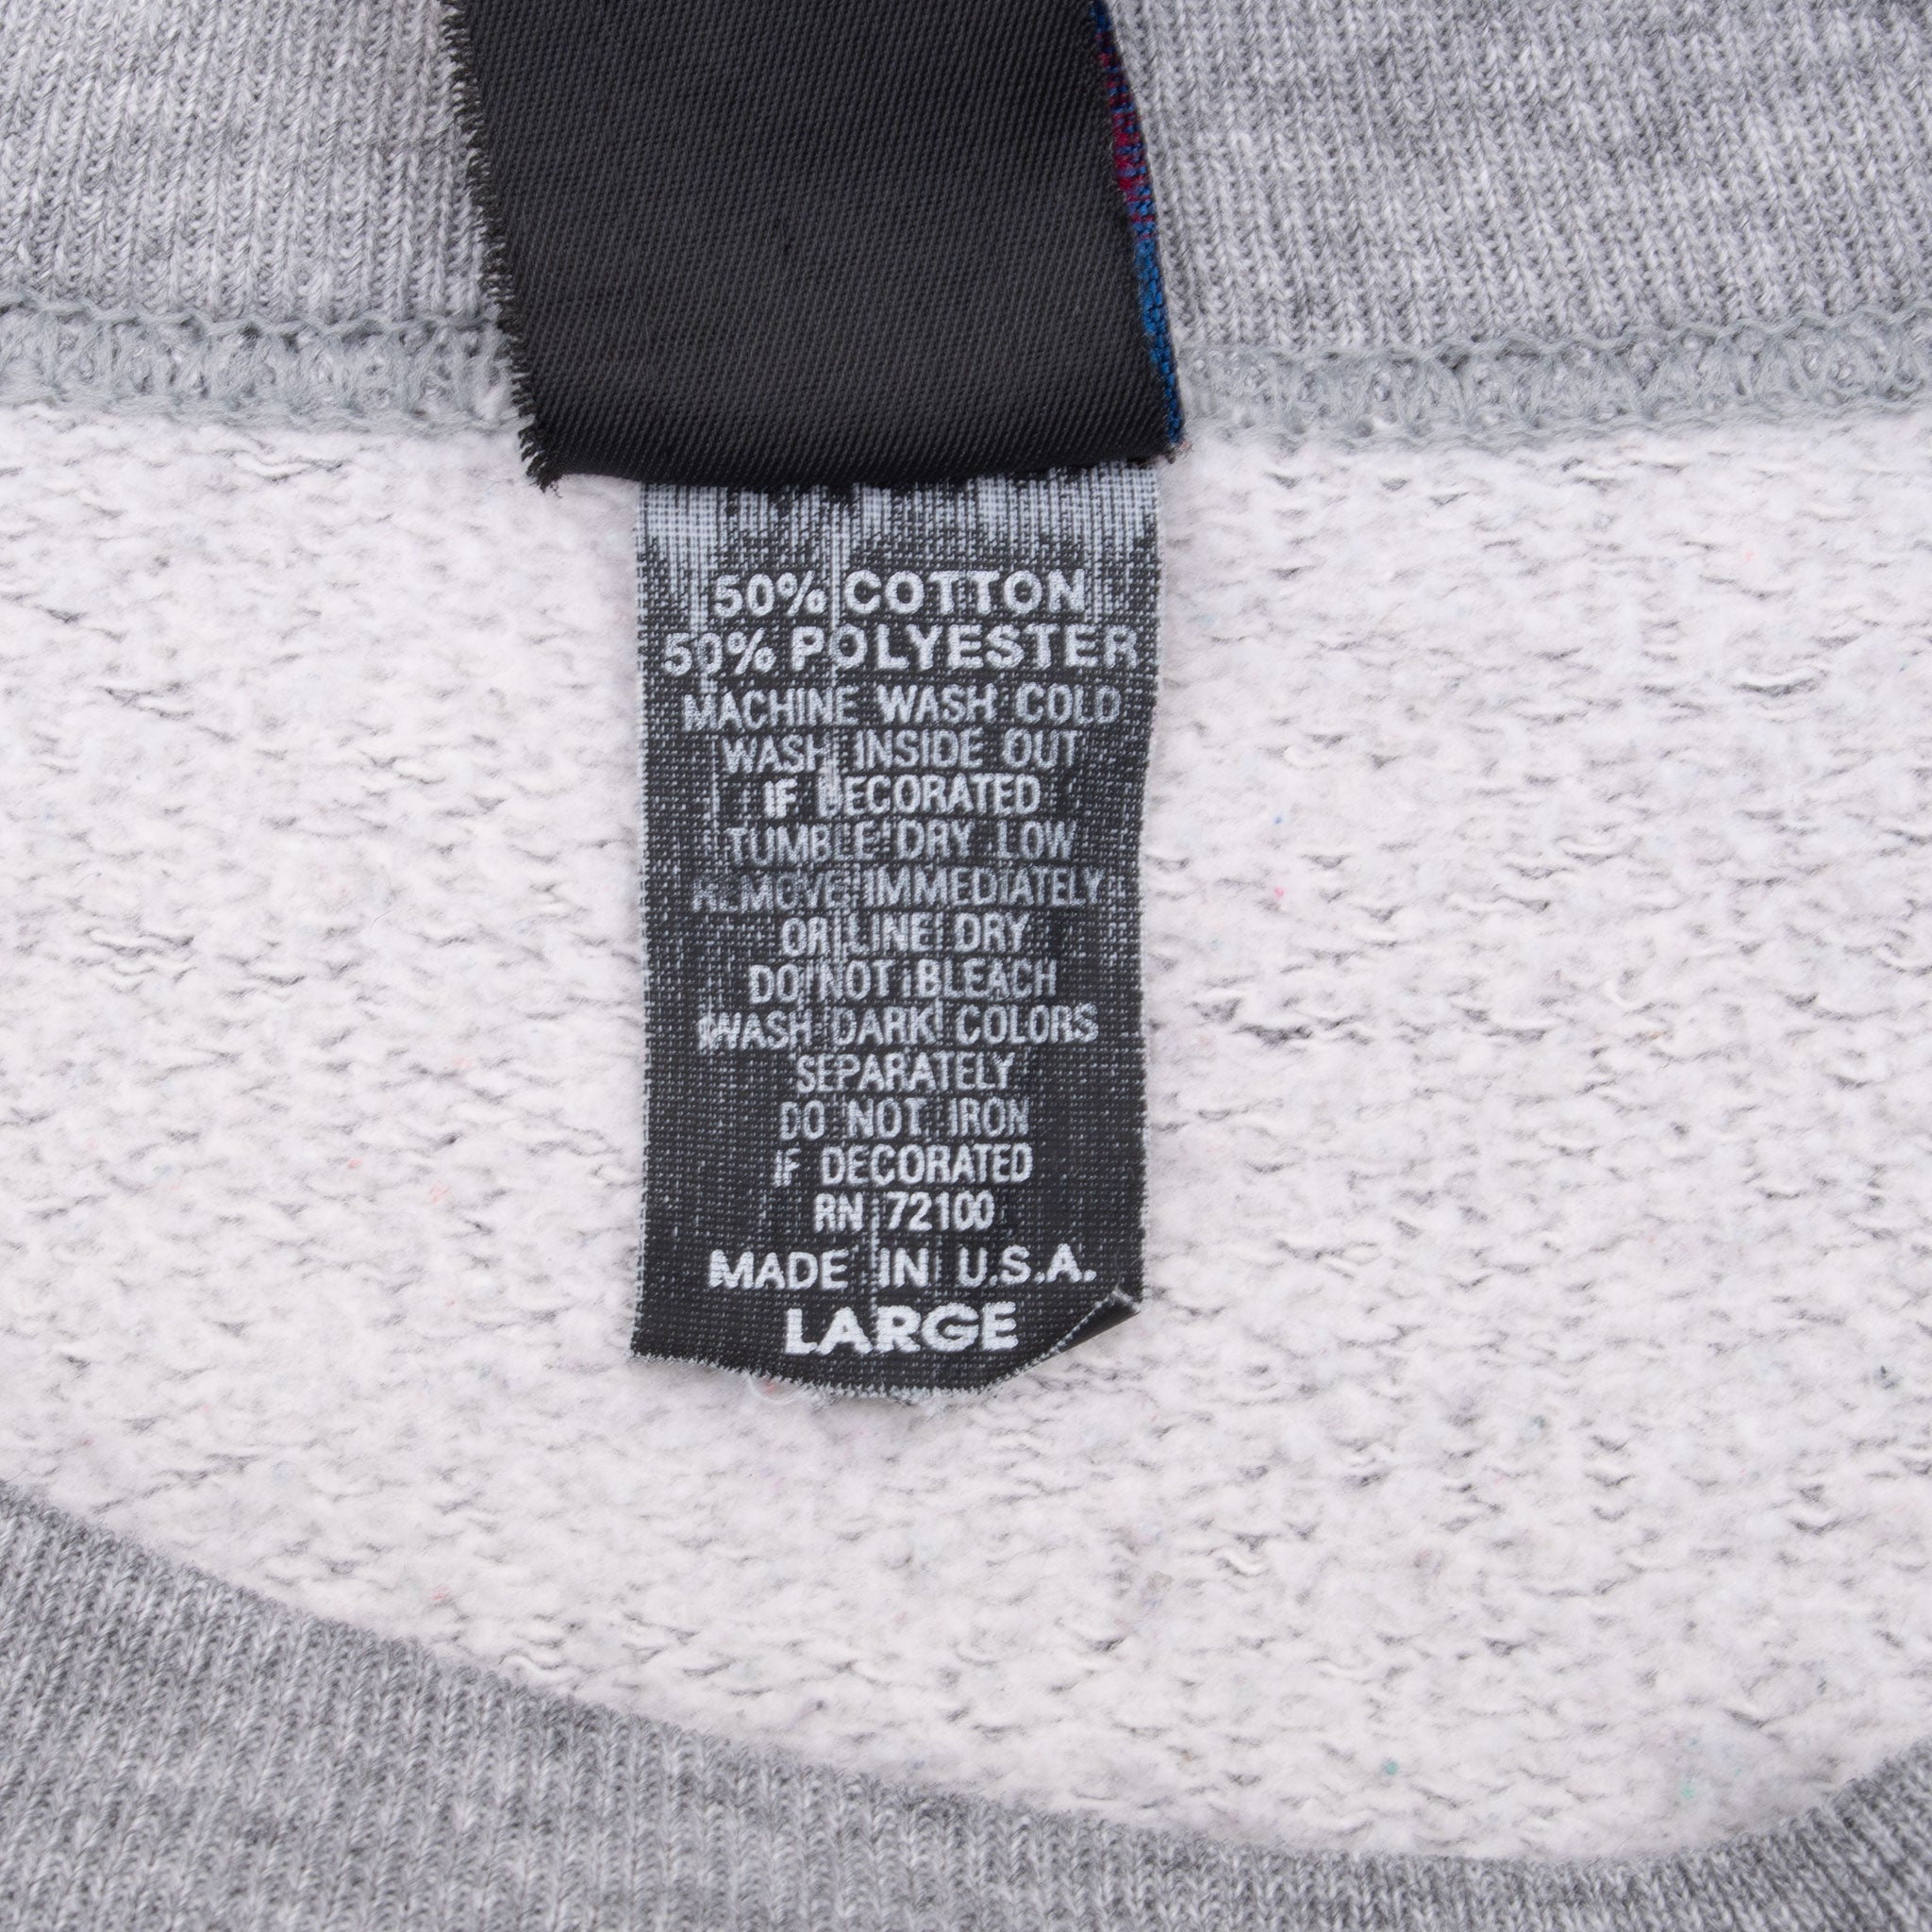 50% COTTON
50% POLYESTER
MACHINE WASH COLD
WASH INSIDE OUT
IF DECORATED
TUMBLE DRY LOW
REMOVE IMMEDIATELY
OR LINE DRY
DO NOT BLEACH
WASH DARK COLORS
SEPARATELY
DO NOT IRON
IF DECORATED
RN 72100
MADE IN U.S.A.
LARGE